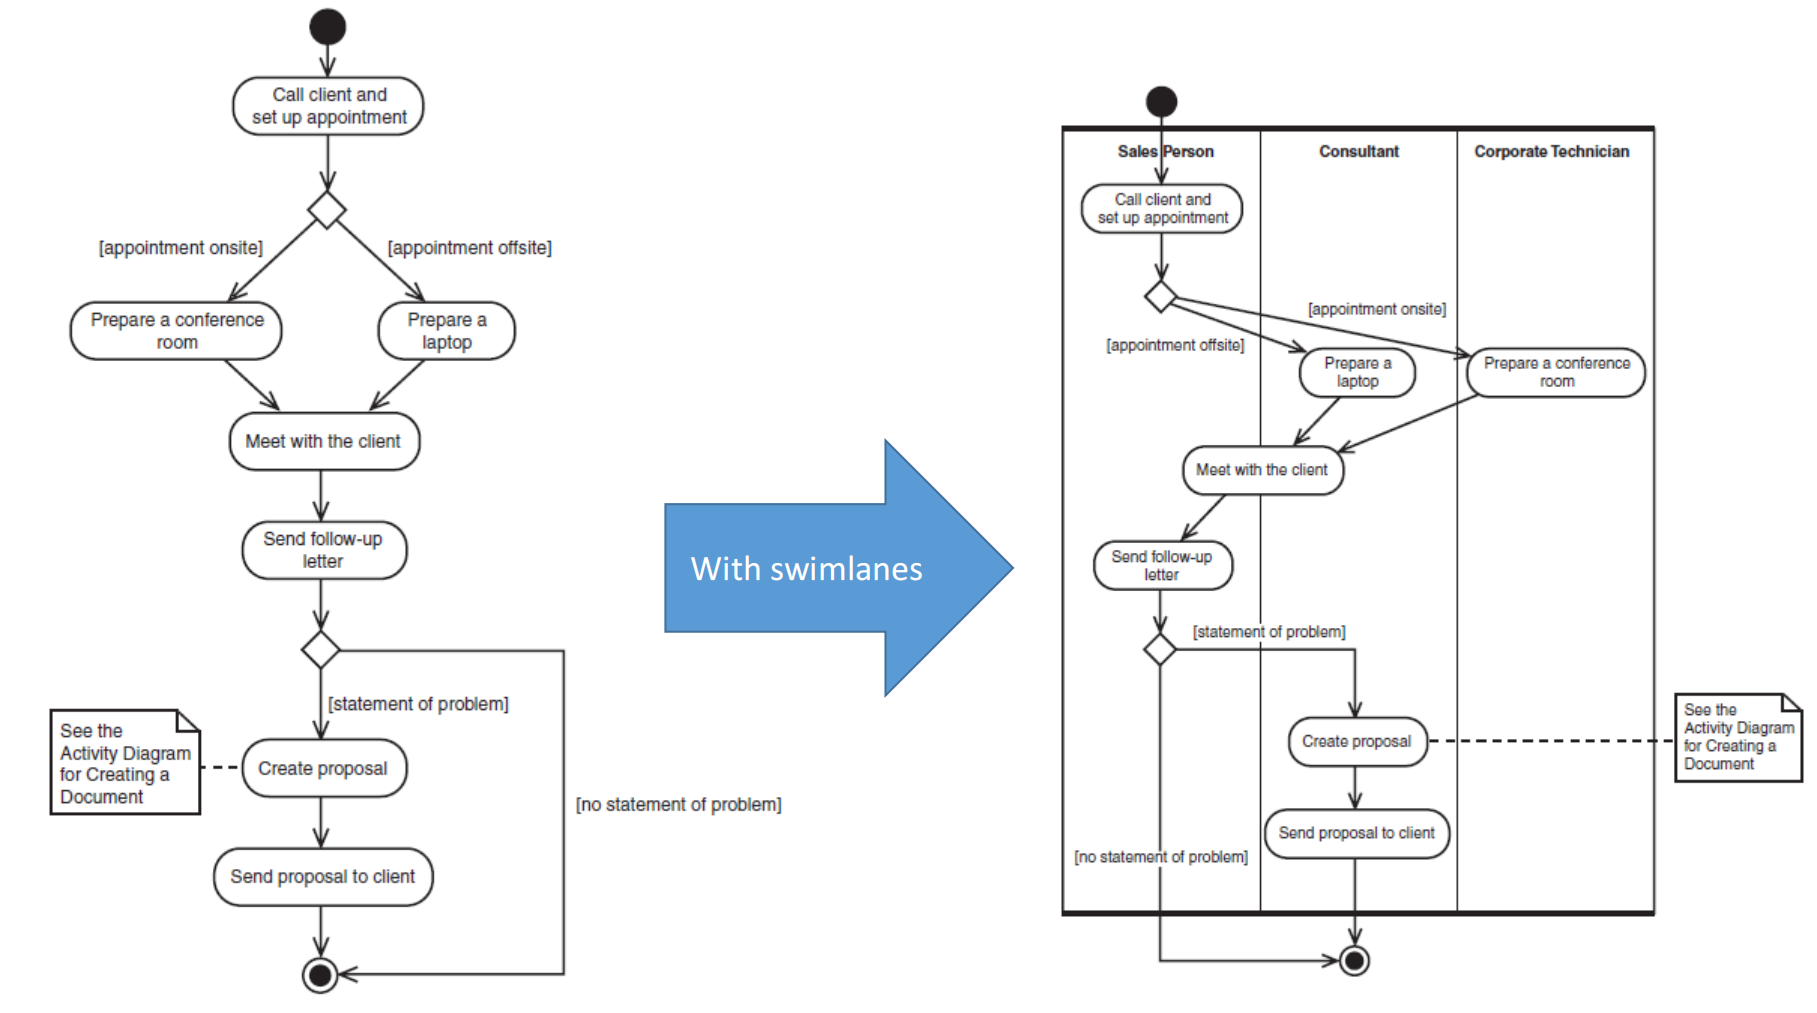 Call client and
set up appointment
[appointment onsite]
[appointment offsite]
Prepare a conference
room
Prepare a
laptop
Meet with the client
Send follow-up
letter
[statement of problem]
See the
Activity Diagram
for Creating a
Document
Create proposal
[no statement of problem]
Send proposal to client
With swimlanes
Sales Person
Consultant
Corporate Technician
Call client and
set up appointment
[appointment onsite]
[appointment offsite]
Prepare a
laptop
Prepare a conference
room
Meet with the client
Send follow-up
letter
[statement of problem]
Create proposal
See the
Activity Diagram
for Creating a
Document
Send proposal to client
[no statement of problem]